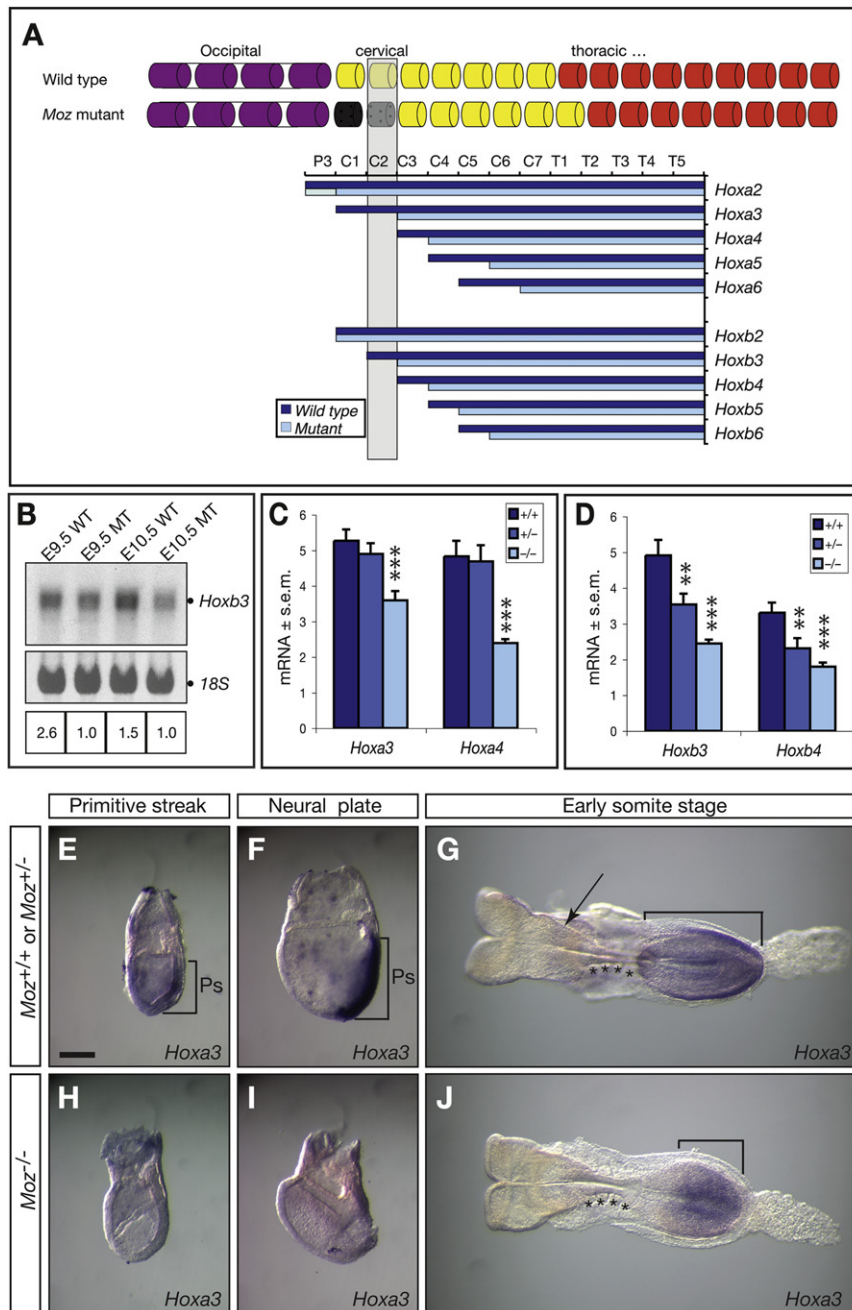 A
Occipital cervical thoracic ...
Wild type
Moz mutant
P3 C1 C2 C3 C4 C5 C6 C7 T1 T2 T3 T4 T5
Hoxa2
Hoxa3
Hoxa4
Hoxa5
Hoxa6
Hoxb2
Hoxb3
Hoxb4
Hoxb5
Hoxb6
Wild type
Mutant
B
E9.5 WT
E9.5 MT
E10.5 WT
E10.5 MT
Hoxb3
18S
2.6 1.0 1.5 1.0
C
+/+
+/-
-/-
mRNA ± s.e.m.
6
5
4
3
2
1
0
***
***
Hoxa3 Hoxa4
D
+/+
+/-
-/-
mRNA ± s.e.m.
6
5
4
3
2
1
0
**
***
**
***
Hoxb3 Hoxb4
Primitive streak Neural plate Early somite stage
Moz+/+ or Moz+/-
E
Ps
Hoxa3
F
Ps
Hoxa3
G
****
Hoxa3
Moz-/-
H
Hoxa3
I
Hoxa3
J
****
Hoxa3